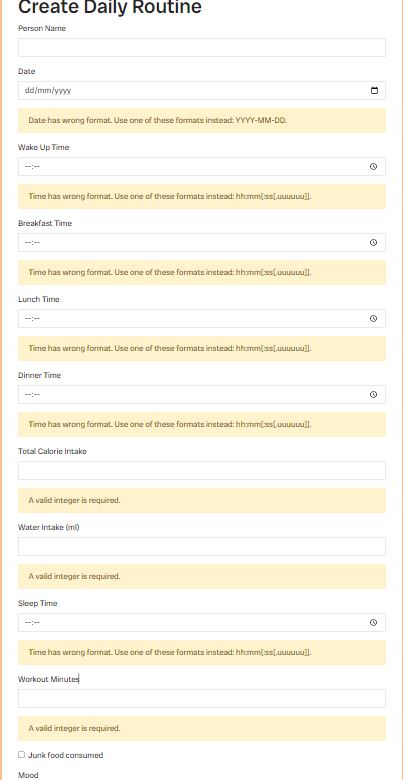 Create Daily Routine
Person Name
Date
dd/mm/yyyy
Date has wrong format. Use one of these formats instead: YYYY-MM-DD.
Wake Up Time
--:--
Time has wrong format. Use one of these formats instead: hh:mm[:ss[.uuuuuu]].
Breakfast Time
--:--
Time has wrong format. Use one of these formats instead: hh:mm[:ss[.uuuuuu]].
Lunch Time
--:--
Time has wrong format. Use one of these formats instead: hh:mm[:ss[.uuuuuu]].
Dinner Time
--:--
Time has wrong format. Use one of these formats instead: hh:mm[:ss[.uuuuuu]].
Total Calorie Intake
A valid integer is required.
Water Intake (ml)
A valid integer is required.
Sleep Time
--:--
Time has wrong format. Use one of these formats instead: hh:mm[:ss[.uuuuuu]].
Workout Minutes
A valid integer is required.
Junk food consumed
Mood